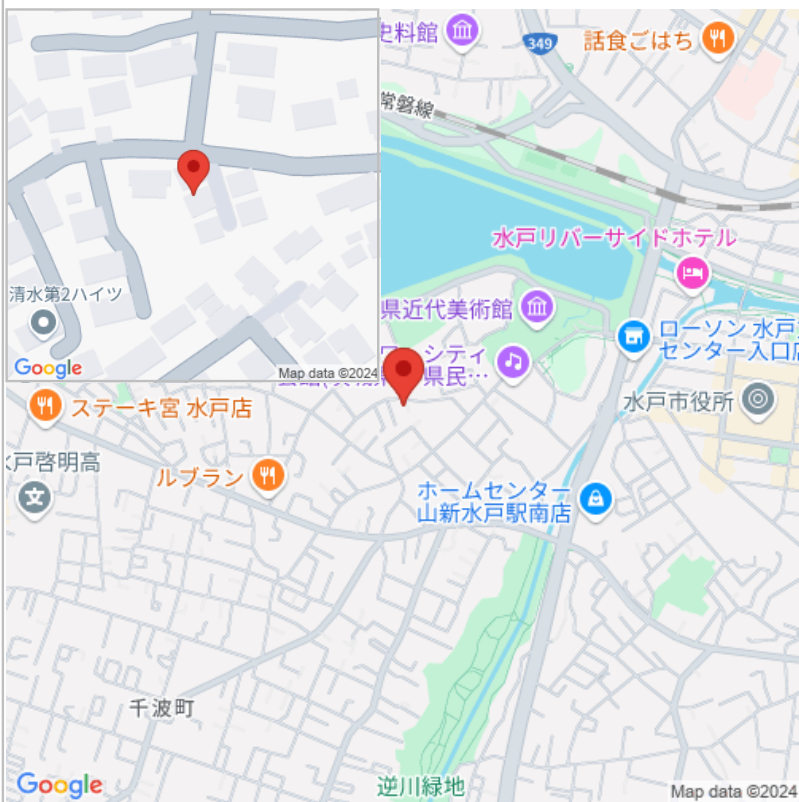 史料館
349
話食ごはち
常磐線
水戸リバーサイドホテル
清水第2ハイツ
県近代美術館
ローソン 水戸
センター入口店
Google
Map data ©2024
シティ
県民…
水戸市役所
ステーキ宮 水戸店
水戸啓明高
ルブラン
ホームセンター
山新水戸駅南店
千波町
逆川緑地
Google
Map data ©2024